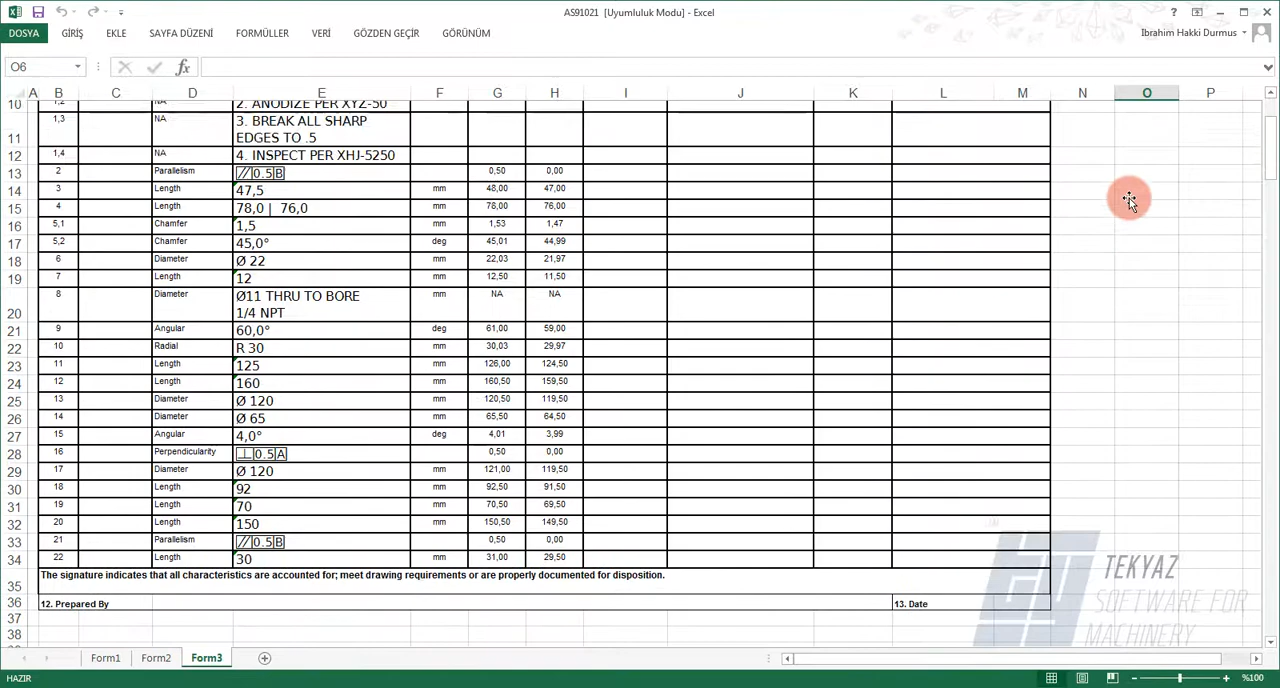 AS91021 [Uyumluluk Modu] - Excel
DOSYA GİRİŞ EKLE SAYFA DÜZENİ FORMÜLLER VERİ GÖZDEN GEÇİR GÖRÜNÜM Ibrahim Hakki Durmus
O6 fx
A B C D E F G H I J K L M N O P
10 1,2 NA 2. ANODIZE PER XYZ-50
11 1,3 NA 3. BREAK ALL SHARP
EDGES TO .5
12 1,4 NA 4. INSPECT PER XHJ-5250
13 2 Parallelism //0.5B 0,50 0,00
14 3 Length 47,5 mm 48,00 47,00
15 4 Length 78,0 | 76,0 mm 78,00 76,00
16 5,1 Chamfer 1,5 mm 1,53 1,47
17 5,2 Chamfer 45,0° deg 45,01 44,99
18 6 Diameter Ø 22 mm 22,03 21,97
19 7 Length 12 mm 12,50 11,50
20 8 Diameter Ø11 THRU TO BORE mm NA NA
1/4 NPT
21 9 Angular 60,0° deg 61,00 59,00
22 10 Radial R 30 mm 30,03 29,97
23 11 Length 125 mm 126,00 124,50
24 12 Length 160 mm 160,50 159,50
25 13 Diameter Ø 120 mm 120,50 119,50
26 14 Diameter Ø 65 mm 65,50 64,50
27 15 Angular 4,0° deg 4,01 3,99
28 16 Perpendicularity ⊥0.5A 0,50 0,00
29 17 Diameter Ø 120 mm 121,00 119,50
30 18 Length 92 mm 92,50 91,50
31 19 Length 70 mm 70,50 69,50
32 20 Length 150 mm 150,50 149,50
33 21 Parallelism //0.5B 0,50 0,00
34 22 Length 30 mm 31,00 29,50
35 The signature indicates that all characteristics are accounted for; meet drawing requirements or are properly documented for disposition.
36 12. Prepared By 13. Date
37
38
TEKYAZ
SOFTWARE FOR
MACHINERY
Form1 Form2 Form3
HAZIR %100